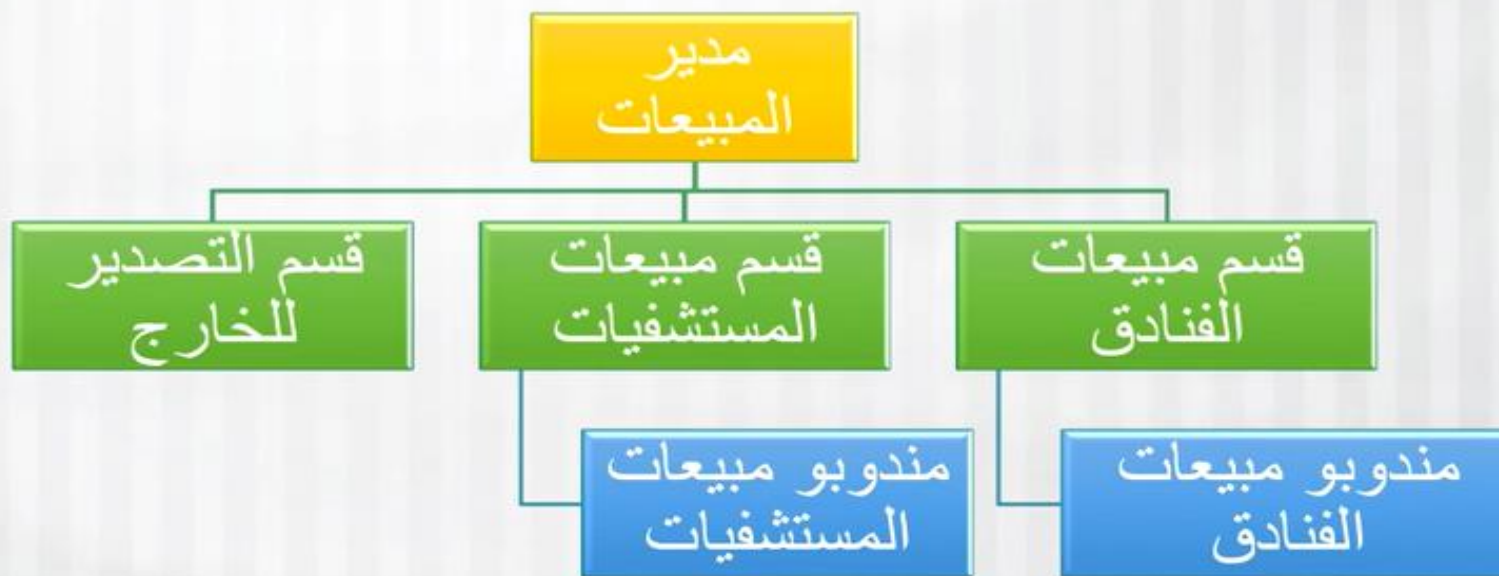 مدير
المبيعات
قسم مبيعات
الفنادق
قسم مبيعات
المستشفيات
قسم التصدير
للخارج
مندوبو مبيعات
الفنادق
مندوبو مبيعات
المستشفيات